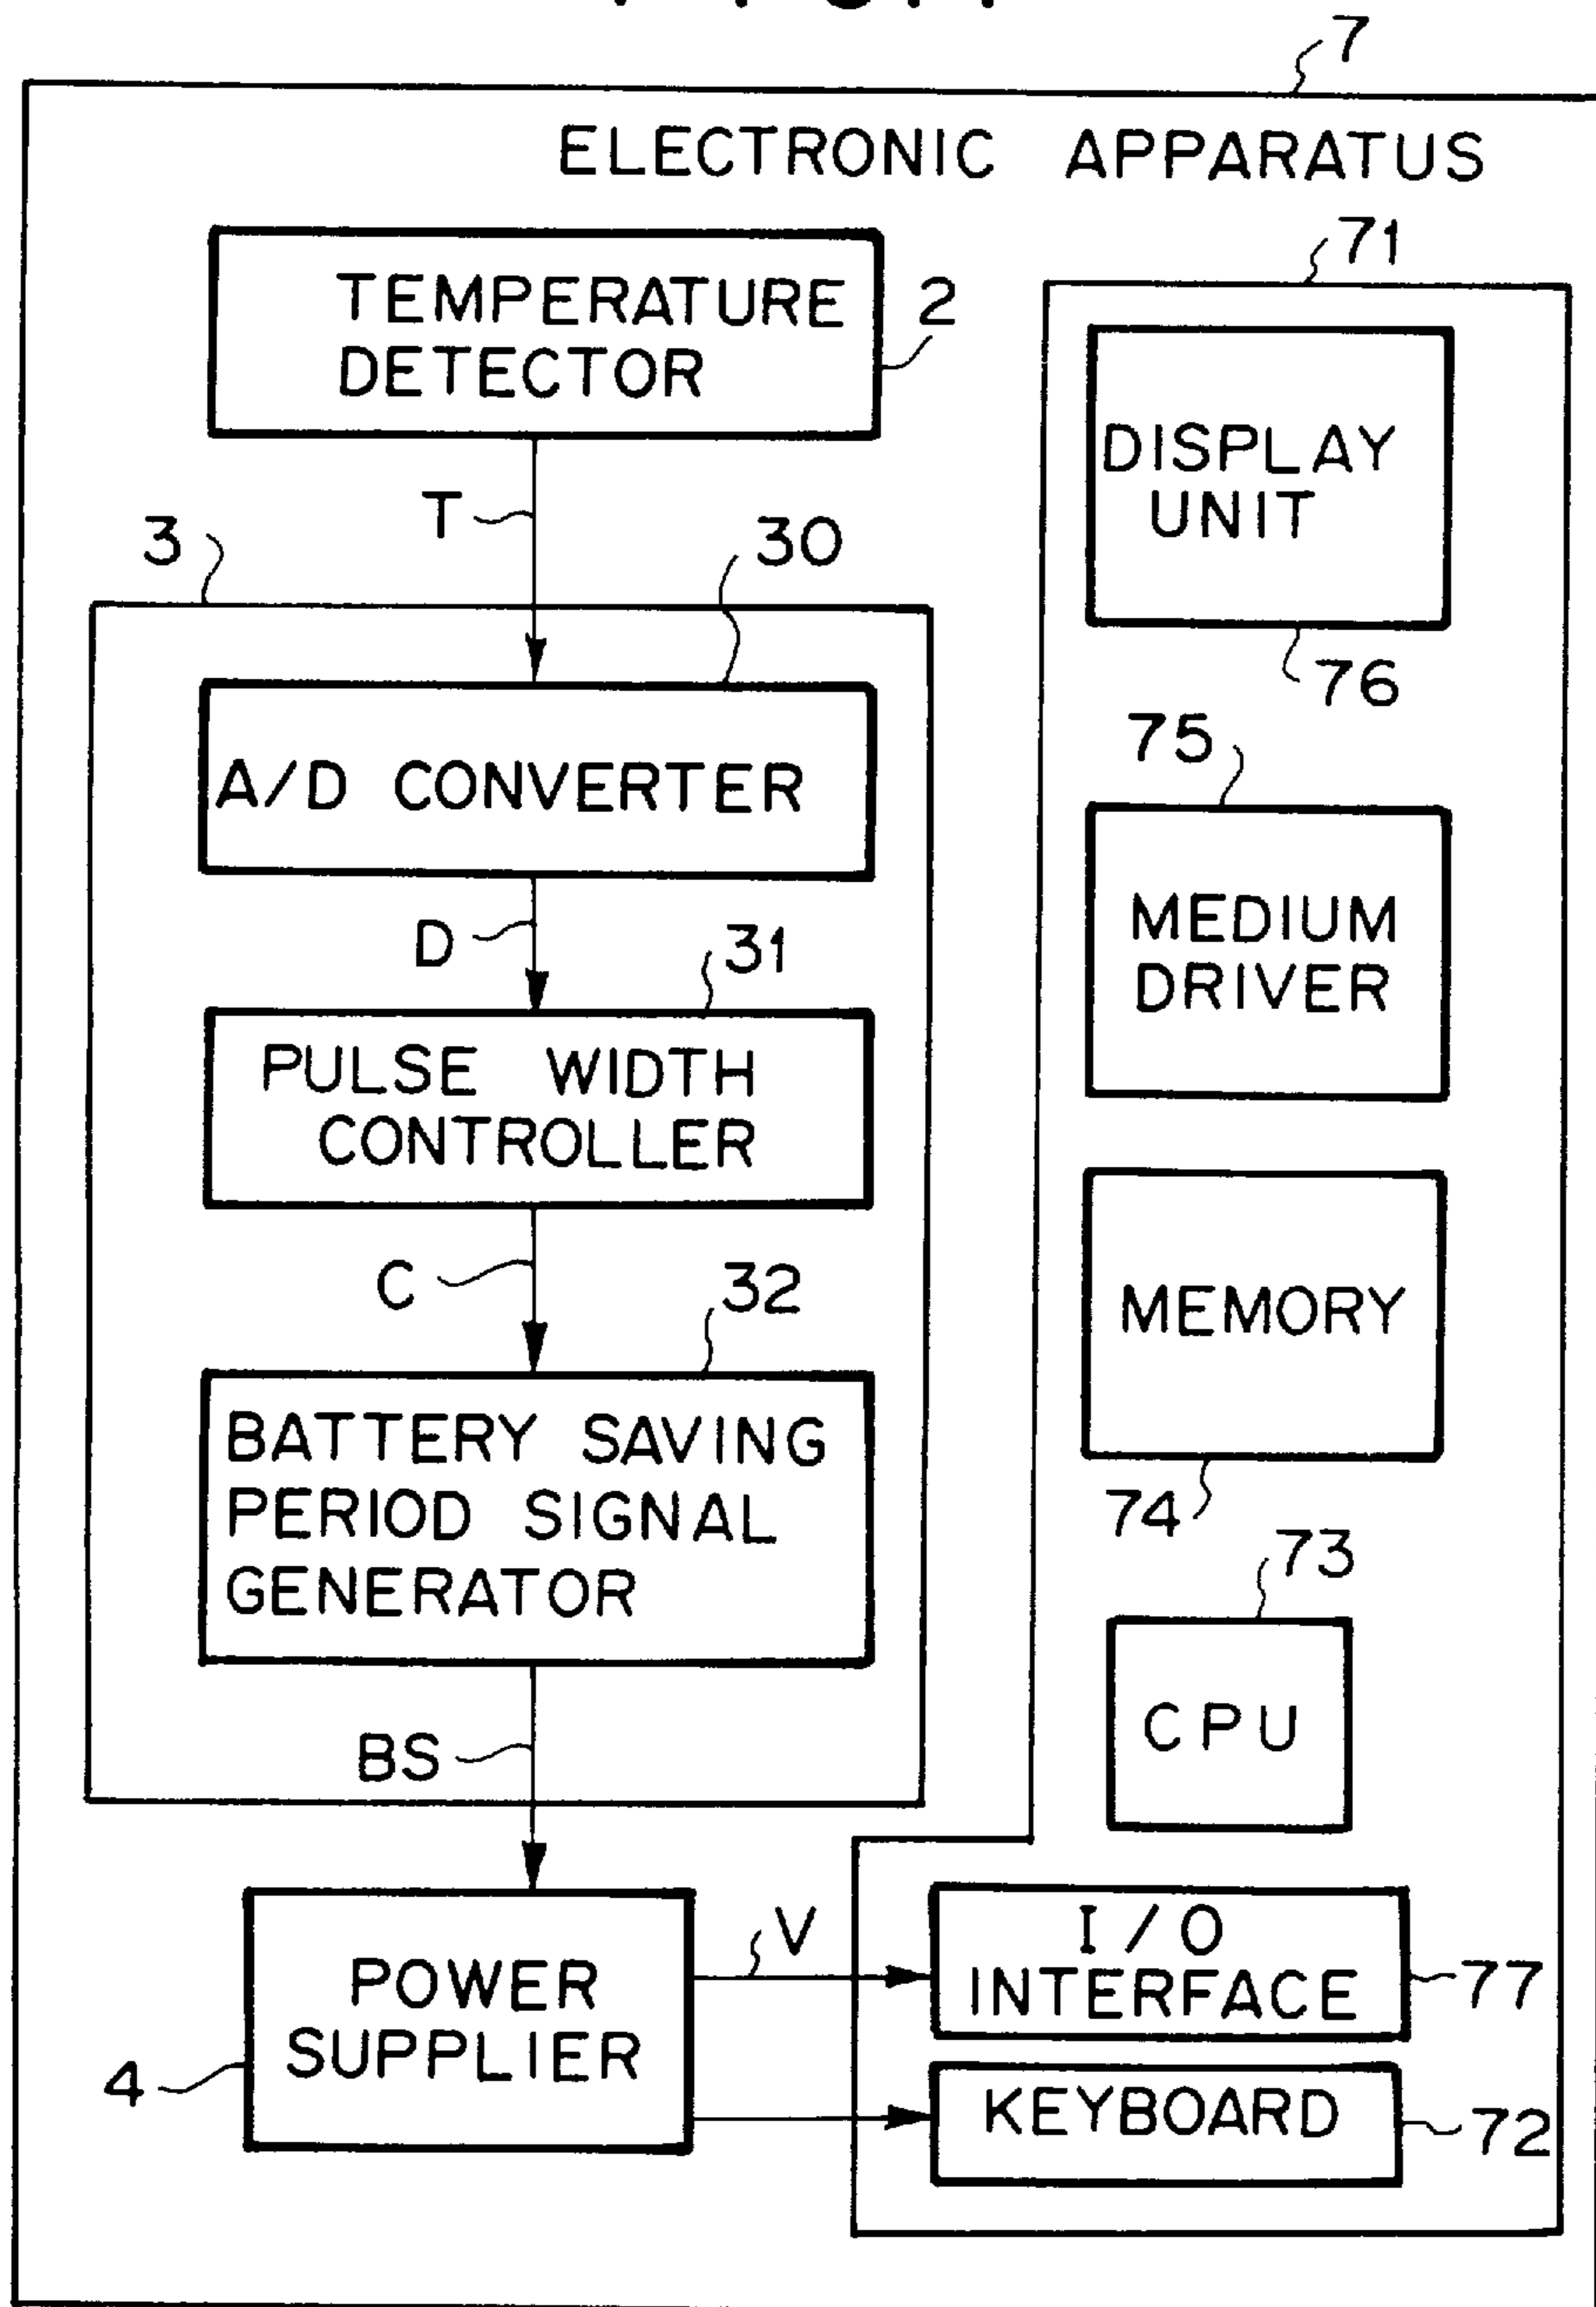 7
ELECTRONIC APPARATUS
TEMPERATURE
DETECTOR
2
T
3
30
A/D CONVERTER
D
31
PULSE WIDTH
CONTROLLER
C
32
BATTERY SAVING
PERIOD SIGNAL
GENERATOR
BS
POWER
SUPPLIER
4
V
71
DISPLAY
UNIT
76
75
MEDIUM
DRIVER
MEMORY
74
73
CPU
I/O
INTERFACE
77
KEYBOARD
72